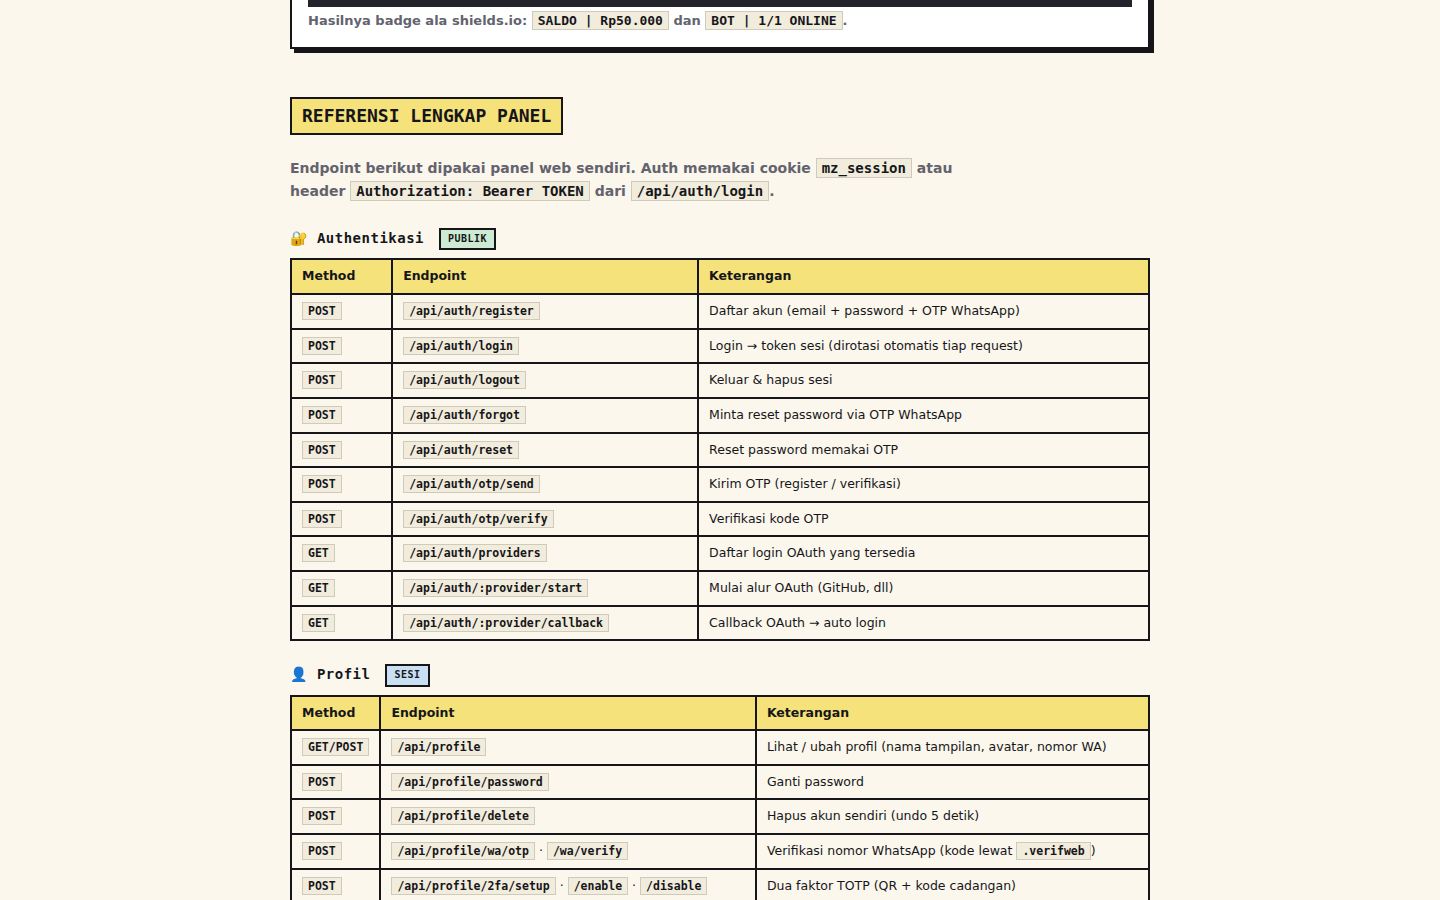 Hasilnya badge ala shields.io: SALDO | Rp50.000 dan BOT | 1/1 ONLINE.
REFERENSI LENGKAP PANEL
Endpoint berikut dipakai panel web sendiri. Auth memakai cookie mz_session atau
header Authorization: Bearer TOKEN dari /api/auth/login.
🔐 Authentikasi PUBLIK
Method Endpoint Keterangan
POST /api/auth/register Daftar akun (email + password + OTP WhatsApp)
POST /api/auth/login Login → token sesi (dirotasi otomatis tiap request)
POST /api/auth/logout Keluar & hapus sesi
POST /api/auth/forgot Minta reset password via OTP WhatsApp
POST /api/auth/reset Reset password memakai OTP
POST /api/auth/otp/send Kirim OTP (register / verifikasi)
POST /api/auth/otp/verify Verifikasi kode OTP
GET /api/auth/providers Daftar login OAuth yang tersedia
GET /api/auth/:provider/start Mulai alur OAuth (GitHub, dll)
GET /api/auth/:provider/callback Callback OAuth → auto login
👤 Profil SESI
Method Endpoint Keterangan
GET/POST /api/profile Lihat / ubah profil (nama tampilan, avatar, nomor WA)
POST /api/profile/password Ganti password
POST /api/profile/delete Hapus akun sendiri (undo 5 detik)
POST /api/profile/wa/otp · /wa/verify Verifikasi nomor WhatsApp (kode lewat .verifweb)
POST /api/profile/2fa/setup · /enable · /disable Dua faktor TOTP (QR + kode cadangan)